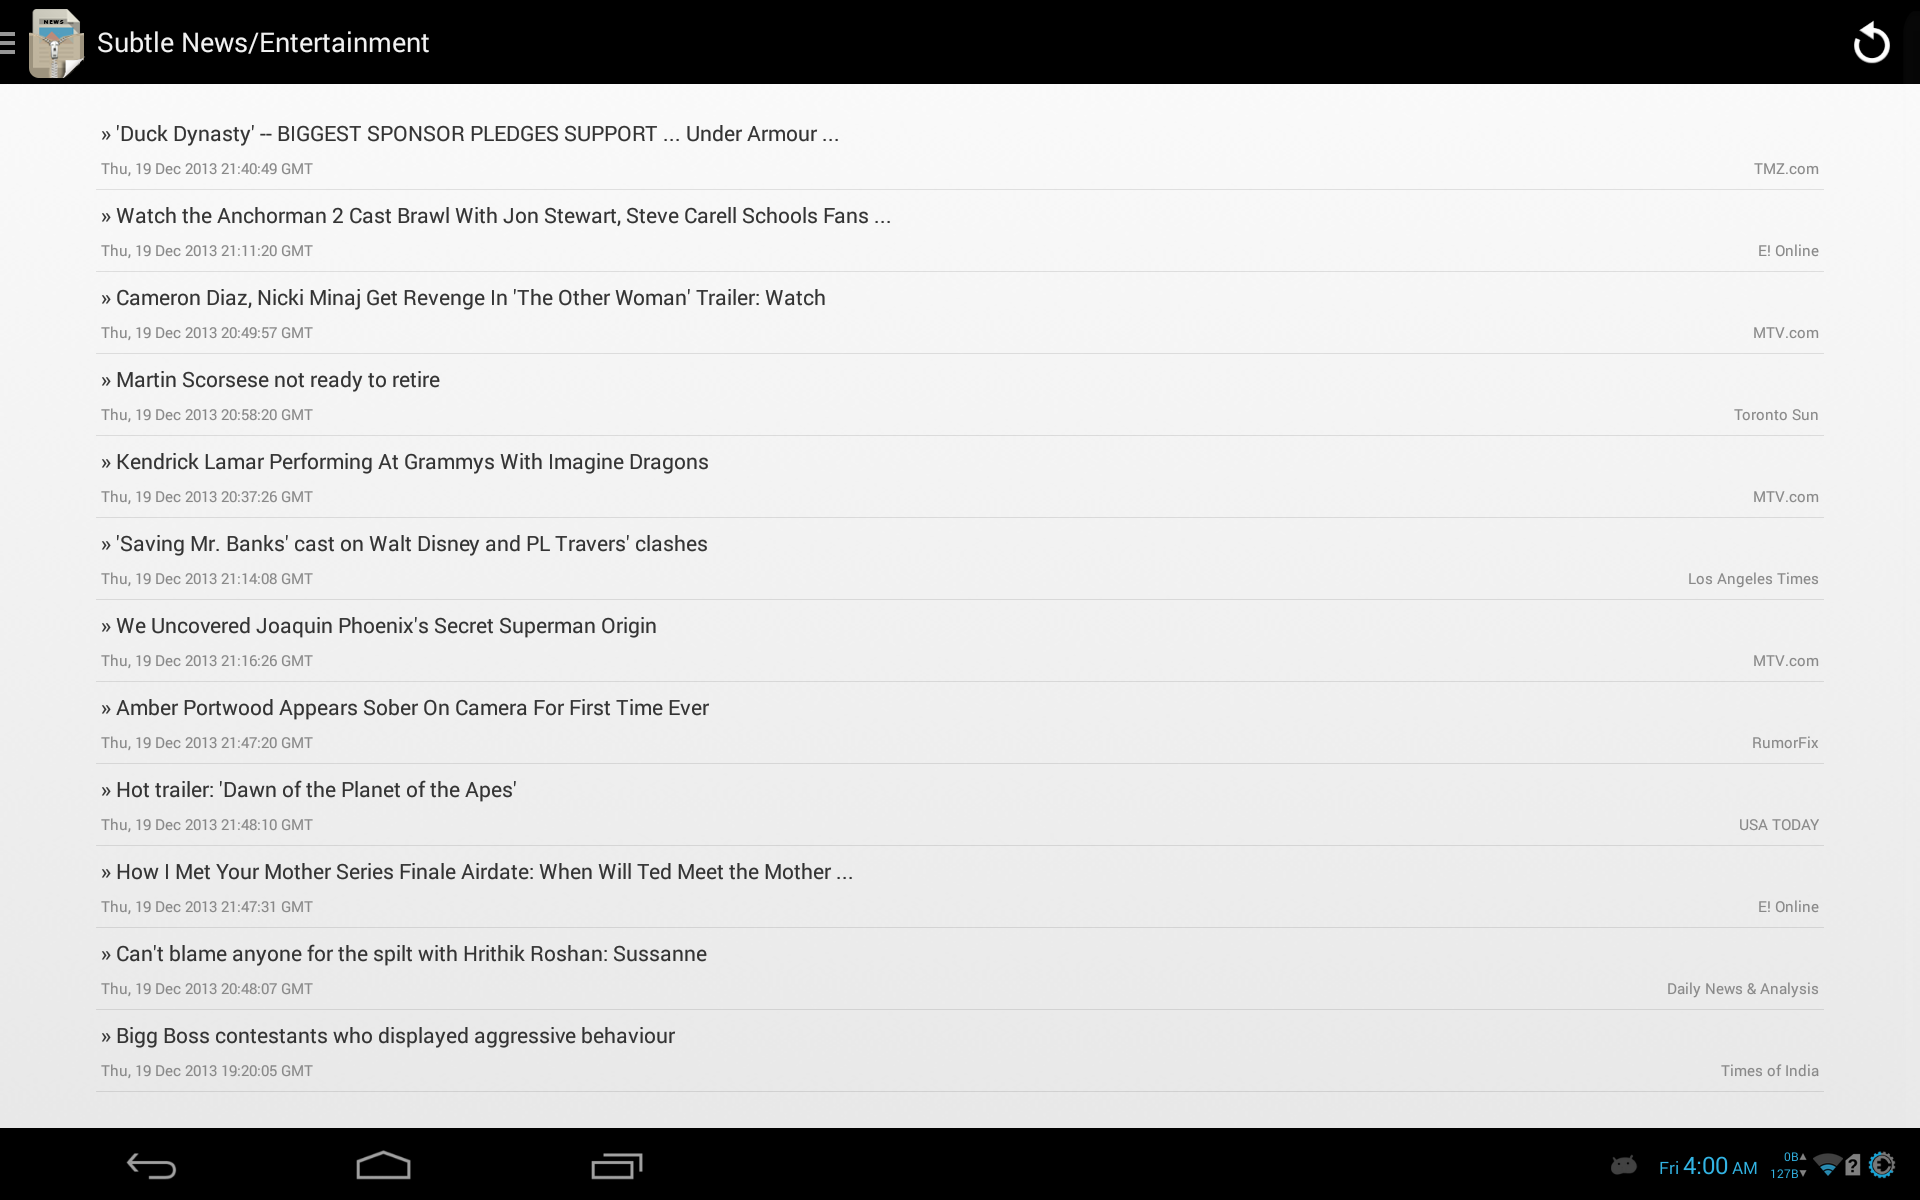 NEWS
Subtle News/Entertainment
» 'Duck Dynasty' -- BIGGEST SPONSOR PLEDGES SUPPORT ... Under Armour ...
Thu, 19 Dec 2013 21:40:49 GMT TMZ.com
» Watch the Anchorman 2 Cast Brawl With Jon Stewart, Steve Carell Schools Fans ...
Thu, 19 Dec 2013 21:11:20 GMT E! Online
» Cameron Diaz, Nicki Minaj Get Revenge In 'The Other Woman' Trailer: Watch
Thu, 19 Dec 2013 20:49:57 GMT MTV.com
» Martin Scorsese not ready to retire
Thu, 19 Dec 2013 20:58:20 GMT Toronto Sun
» Kendrick Lamar Performing At Grammys With Imagine Dragons
Thu, 19 Dec 2013 20:37:26 GMT MTV.com
» 'Saving Mr. Banks' cast on Walt Disney and PL Travers' clashes
Thu, 19 Dec 2013 21:14:08 GMT Los Angeles Times
» We Uncovered Joaquin Phoenix's Secret Superman Origin
Thu, 19 Dec 2013 21:16:26 GMT MTV.com
» Amber Portwood Appears Sober On Camera For First Time Ever
Thu, 19 Dec 2013 21:47:20 GMT RumorFix
» Hot trailer: 'Dawn of the Planet of the Apes'
Thu, 19 Dec 2013 21:48:10 GMT USA TODAY
» How I Met Your Mother Series Finale Airdate: When Will Ted Meet the Mother ...
Thu, 19 Dec 2013 21:47:31 GMT E! Online
» Can't blame anyone for the spilt with Hrithik Roshan: Sussanne
Thu, 19 Dec 2013 20:48:07 GMT Daily News & Analysis
» Bigg Boss contestants who displayed aggressive behaviour
Thu, 19 Dec 2013 19:20:05 GMT Times of India
Fri 4:00 AM
0B
127B
?